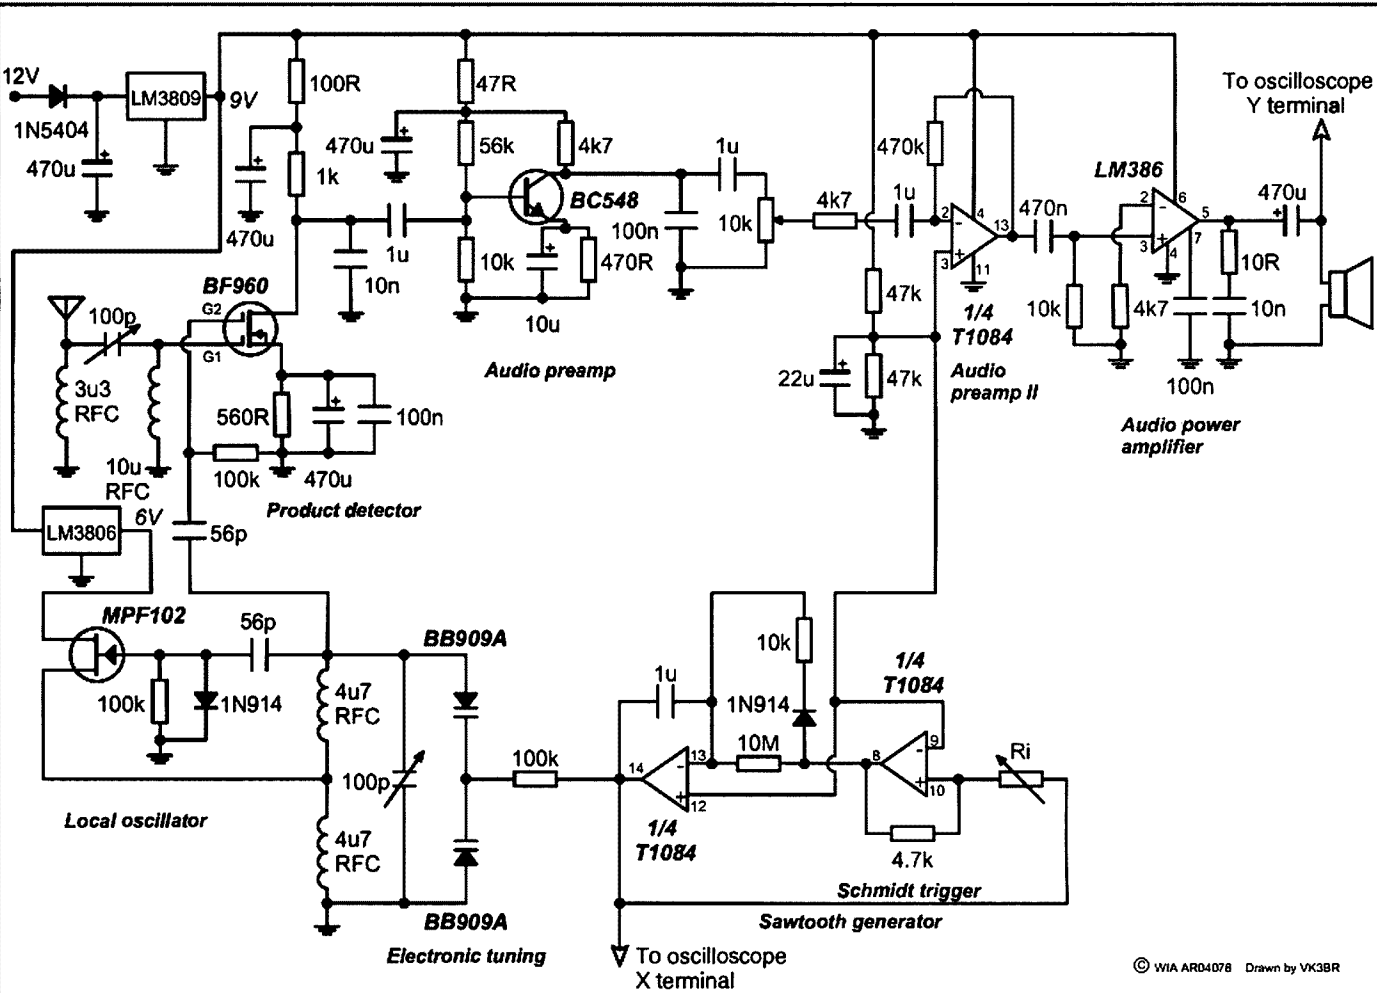 12V
1N5404
LM3809
9V
470u
100R
470u
1k
47R
470u
56k
4k7
BC548
1u
10n
10k
10u
470R
100n
1u
10k
4k7
1u
470k
2
3
4
11
13
470n
1/4
T1084
47k
22u
47k
Audio preamp
Audio
preamp II
LM386
2
3
6
5
7
4
10k
4k7
100n
10R
10n
470u
To oscilloscope
Y terminal
Audio power
amplifier
BF960
G2
G1
100p
3u3
RFC
10u
RFC
560R
100n
100k
470u
Product detector
6V
LM3806
56p
MPF102
56p
100k
1N914
4u7
RFC
4u7
RFC
100p
BB909A
BB909A
Local oscillator
Electronic tuning
100k
1u
14
13
12
1/4
T1084
10M
10k
1N914
1/4
T1084
8
9
10
Ri
4.7k
Schmidt trigger
Sawtooth generator
To oscilloscope
X terminal
© WIA AR04078 Drawn by VK3BR
-
+
-
+
-
+
-
+
+
+
+
+
+
+
+
+